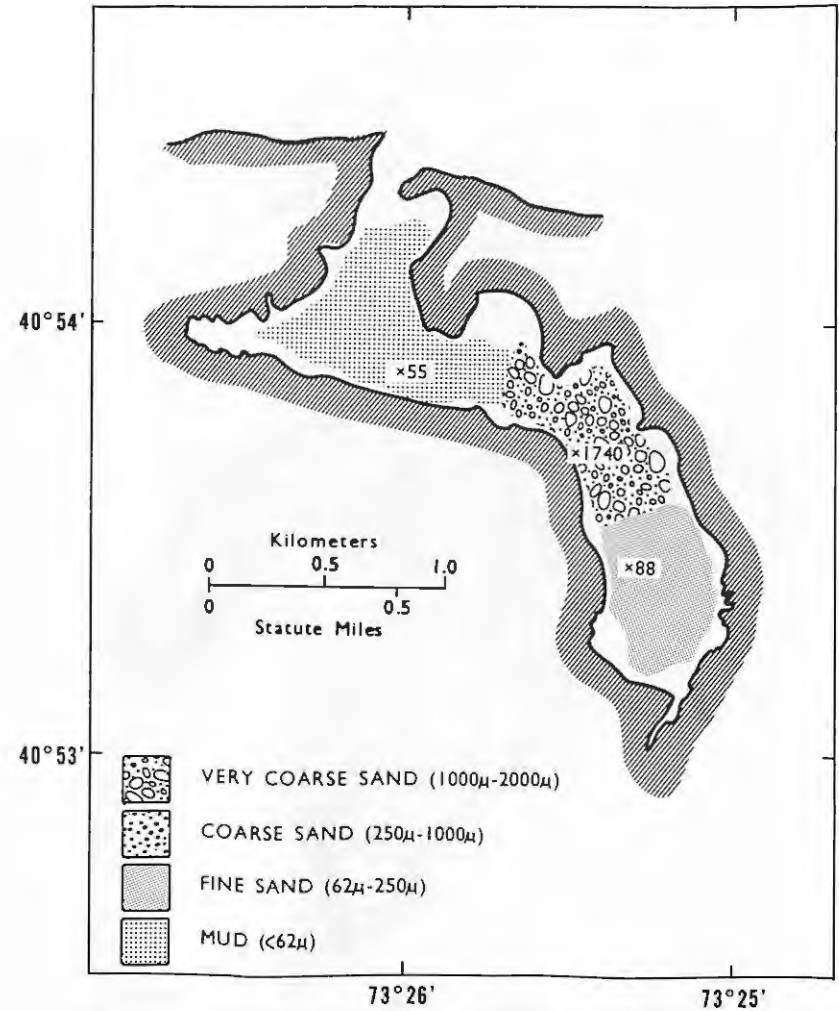 40°54'
×55
×1740
Kilometers
0 0.5 1.0
×88
0 0.5
Statute Miles
40°53'
VERY COARSE SAND (1000µ-2000µ)
COARSE SAND (250µ-1000µ)
FINE SAND (62µ-250µ)
MUD (<62µ)
73°26' 73°25'